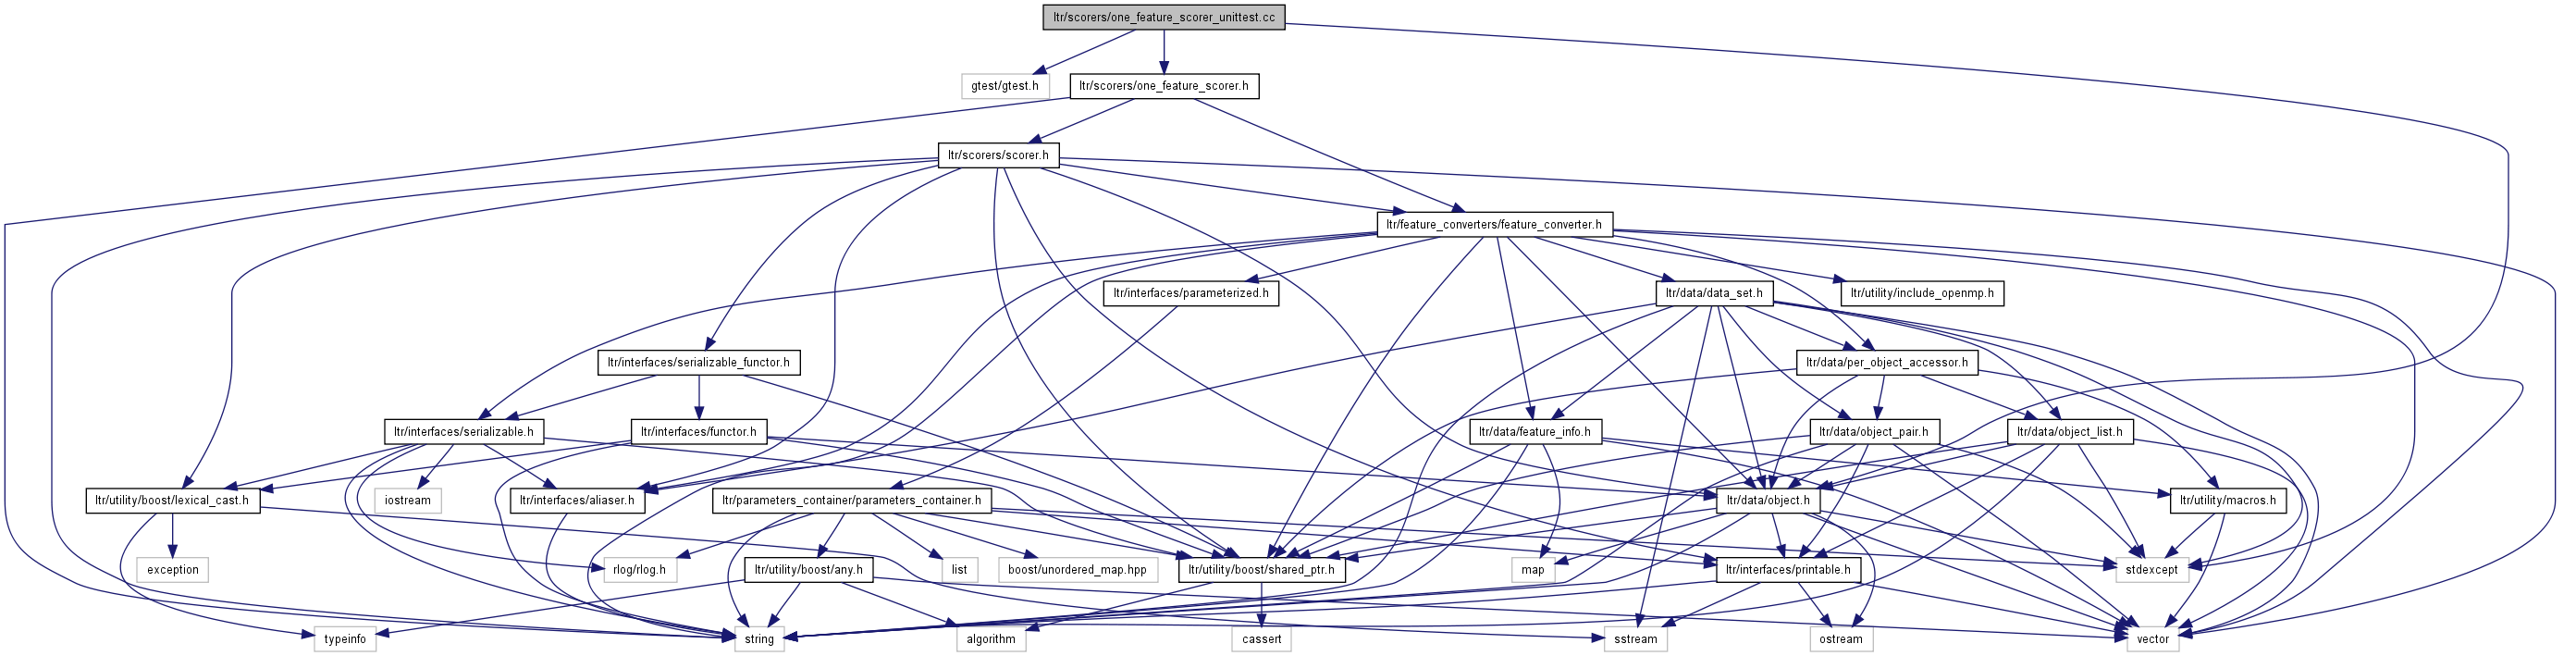 ltr/scorers/one_feature_scorer_unittest.cc
gtest/gtest.h
ltr/scorers/one_feature_scorer.h
ltr/scorers/scorer.h
ltr/feature_converters/feature_converter.h
ltr/interfaces/parameterized.h
ltr/data/data_set.h
ltr/utility/include_openmp.h
ltr/interfaces/serializable_functor.h
ltr/data/per_object_accessor.h
ltr/interfaces/serializable.h
ltr/interfaces/functor.h
ltr/data/feature_info.h
ltr/data/object_pair.h
ltr/data/object_list.h
ltr/utility/boost/lexical_cast.h
iostream
ltr/interfaces/aliaser.h
ltr/parameters_container/parameters_container.h
ltr/data/object.h
ltr/utility/macros.h
exception
rlog/rlog.h
ltr/utility/boost/any.h
list
boost/unordered_map.hpp
ltr/utility/boost/shared_ptr.h
map
ltr/interfaces/printable.h
stdexcept
typeinfo
string
algorithm
cassert
sstream
ostream
vector